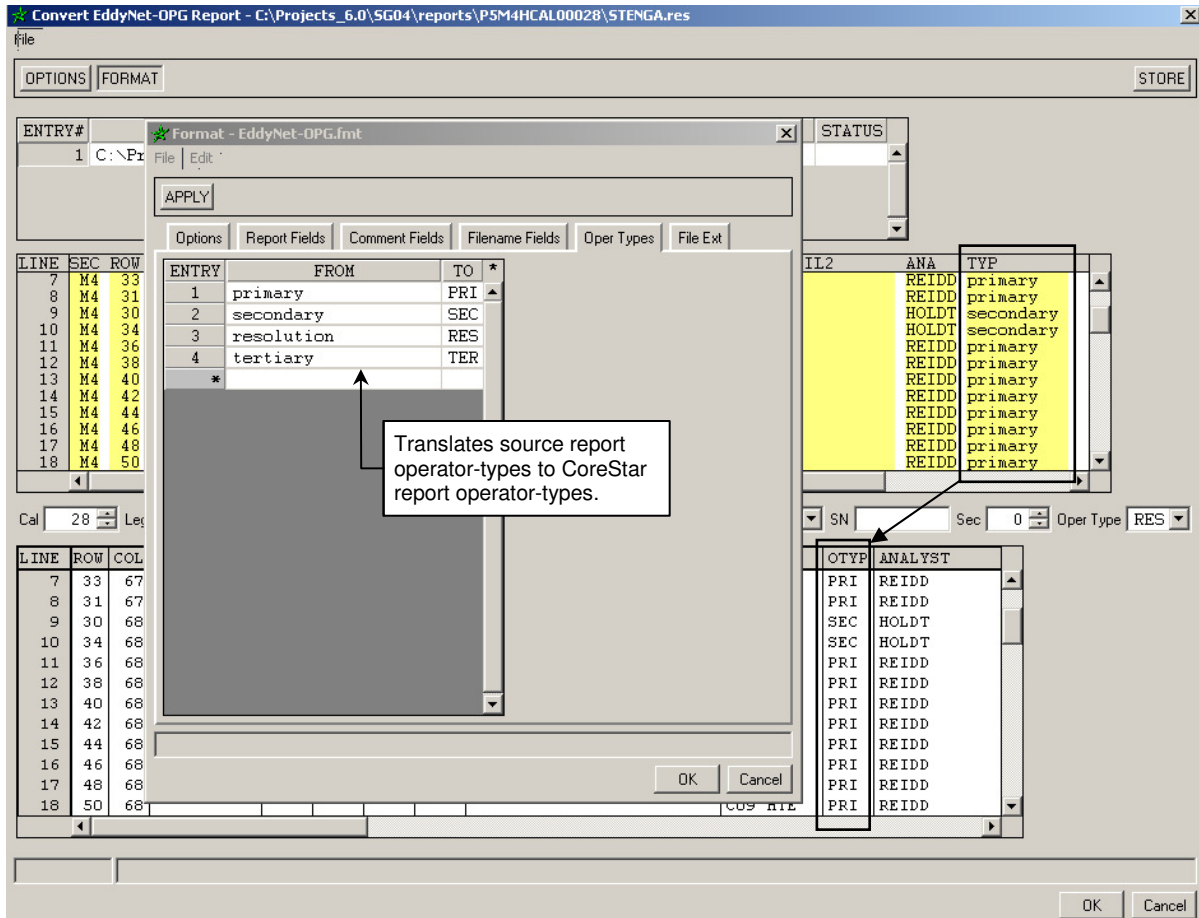 Convert EddyNet-OPG Report - C:\Projects_6.0\SG04\reports\P5M4HCAL00028\STENGA.res
File
OPTIONS FORMAT STORE
ENTRY# STATUS
1 C:\Pr
Format - EddyNet-OPG.fmt
File | Edit
APPLY
Options Report Fields Comment Fields Filename Fields Oper Types File Ext
ENTRY FROM TO *
1 primary PRI
2 secondary SEC
3 resolution RES
4 tertiary TER
*
Translates source report
operator-types to CoreStar
report operator-types.
OK Cancel
LINE SEC ROW IL2 ANA TYP
7 M4 33 REIDD primary
8 M4 31 REIDD primary
9 M4 30 HOLDT secondary
10 M4 34 HOLDT secondary
11 M4 36 REIDD primary
12 M4 38 REIDD primary
13 M4 40 REIDD primary
14 M4 42 REIDD primary
15 M4 44 REIDD primary
16 M4 46 REIDD primary
17 M4 48 REIDD primary
18 M4 50 REIDD primary
Cal 28 Leg SN Sec 0 Oper Type RES
LINE ROW COL OTYP ANALYST
7 33 67 PRI REIDD
8 31 67 PRI REIDD
9 30 68 SEC HOLDT
10 34 68 SEC HOLDT
11 36 68 PRI REIDD
12 38 68 PRI REIDD
13 40 68 PRI REIDD
14 42 68 PRI REIDD
15 44 68 PRI REIDD
16 46 68 PRI REIDD
17 48 68 PRI REIDD
18 50 68 PRI REIDD
OK Cancel